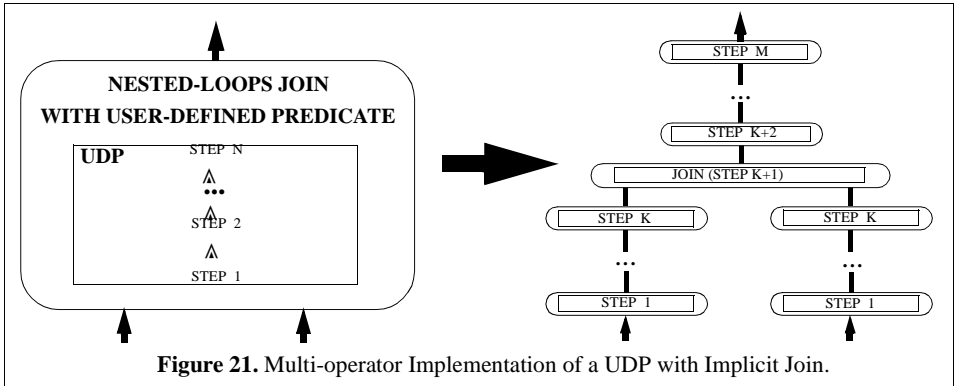 NESTED-LOOPS JOIN
WITH USER-DEFINED PREDICATE
UDP
STEP N
•••
STEP 2
STEP 1
STEP M
...
STEP K+2
JOIN (STEP K+1)
STEP K
...
STEP 1
STEP K
...
STEP 1
Figure 21. Multi-operator Implementation of a UDP with Implicit Join.